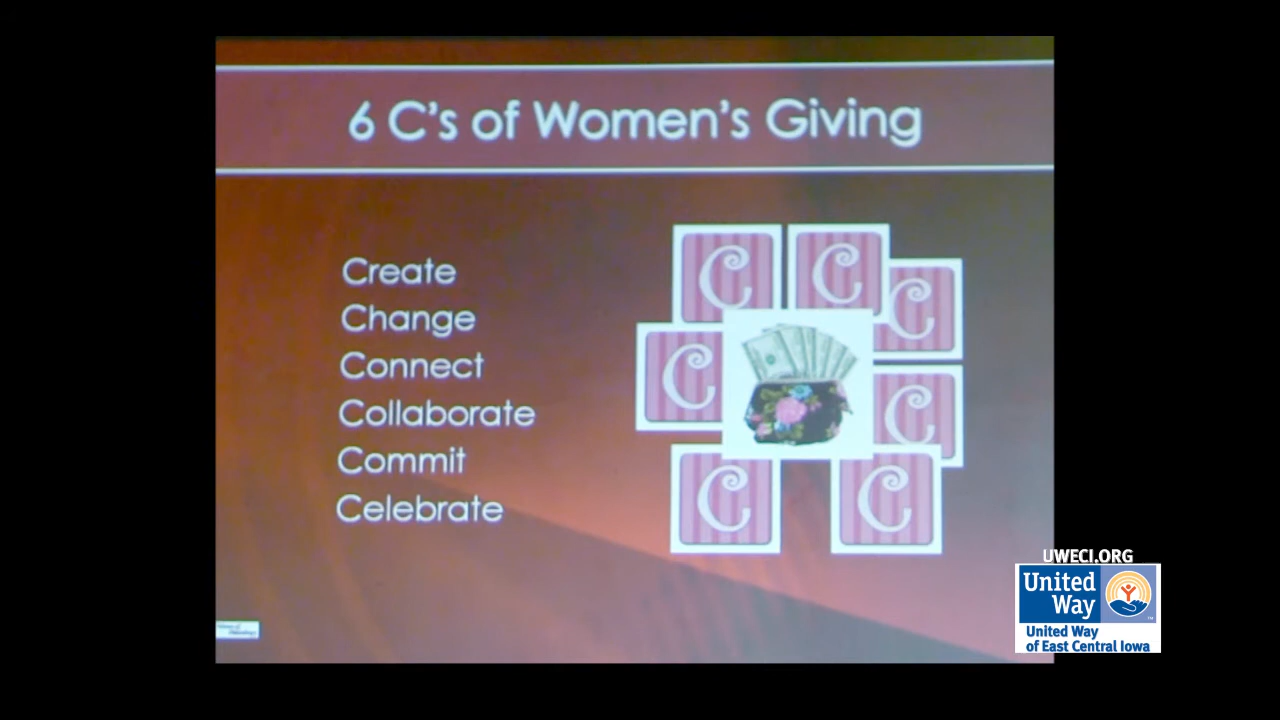 6 C's of Women's Giving
Create
Change
Connect
Collaborate
Commit
Celebrate
C
C
C
C
C
C
C
UWECI.ORG
United
Way
United Way
of East Central Iowa